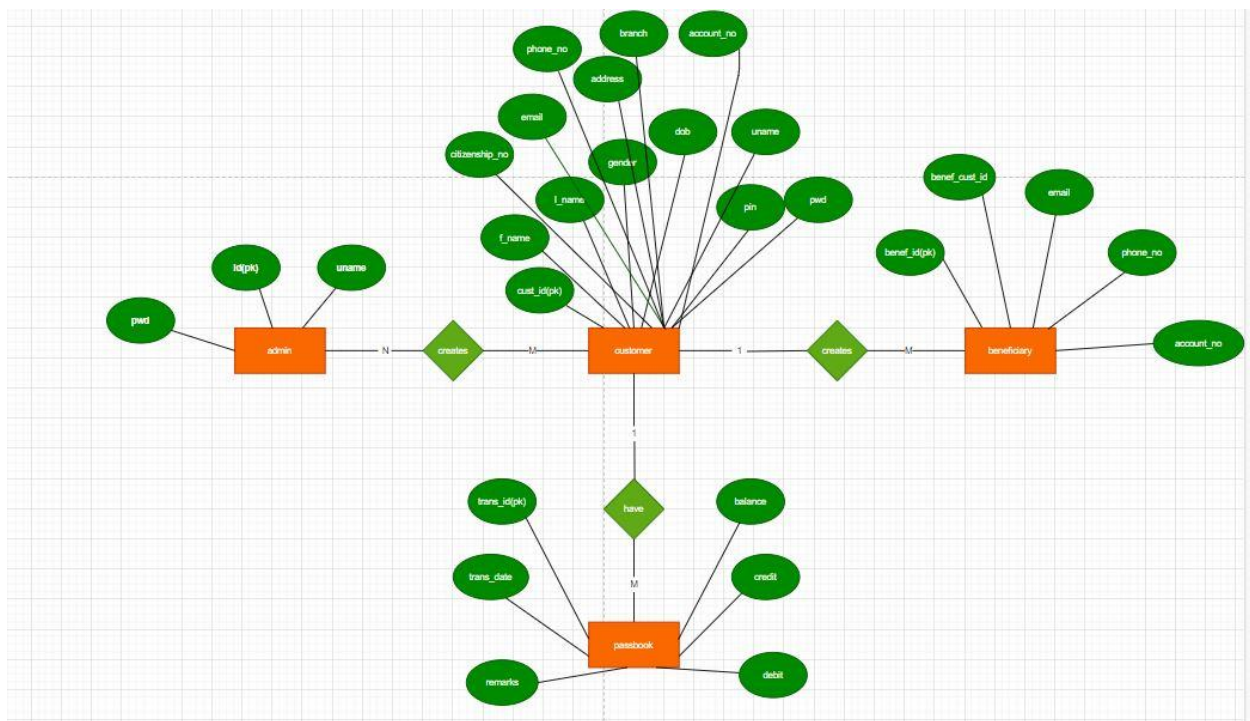 branch
account_no
phone_no
address
email
dob
uname
citizenship_no
gender
l_name
pin
pwd
f_name
cust_id(pk)
benef_cust_id
email
benef_id(pk)
phone_no
account_no
id(pk)
uname
pwd
admin
N
creates
M
customer
1
creates
M
beneficiary
1
have
M
trans_id(pk)
balance
trans_date
credit
passbook
remarks
debit